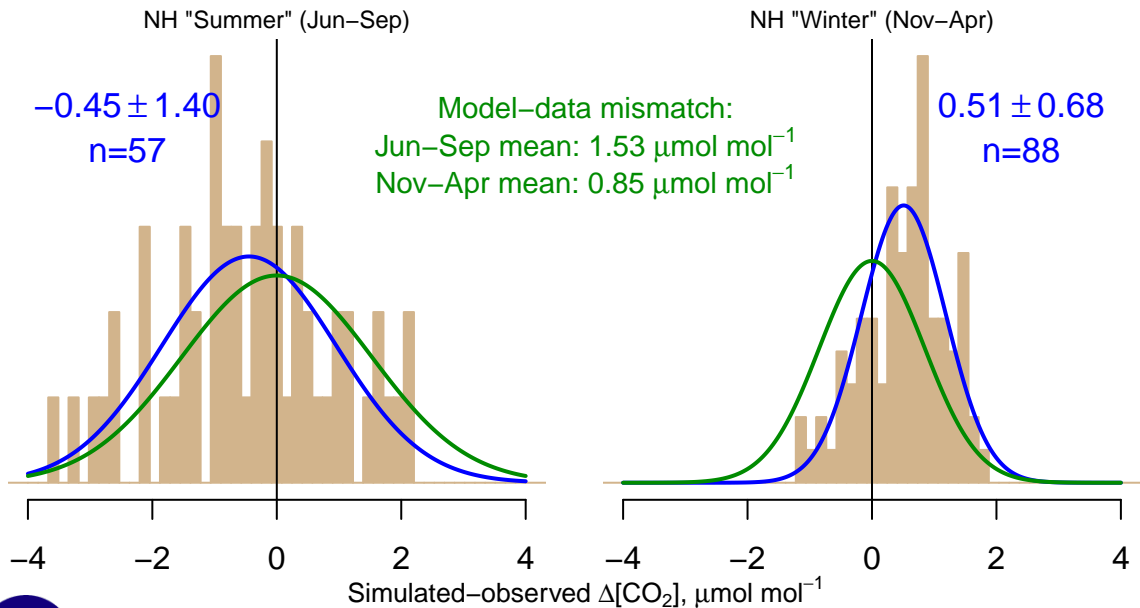 NH "Summer" (Jun−Sep)
−0.45 ± 1.40
n=57
Model−data mismatch:
Jun−Sep mean: 1.53 μmol mol⁻¹
Nov−Apr mean: 0.85 μmol mol⁻¹
NH "Winter" (Nov−Apr)
0.51 ± 0.68
n=88
−4 −2 0 2 4
−4 −2 0 2 4
Simulated−observed Δ[CO₂], μmol mol⁻¹